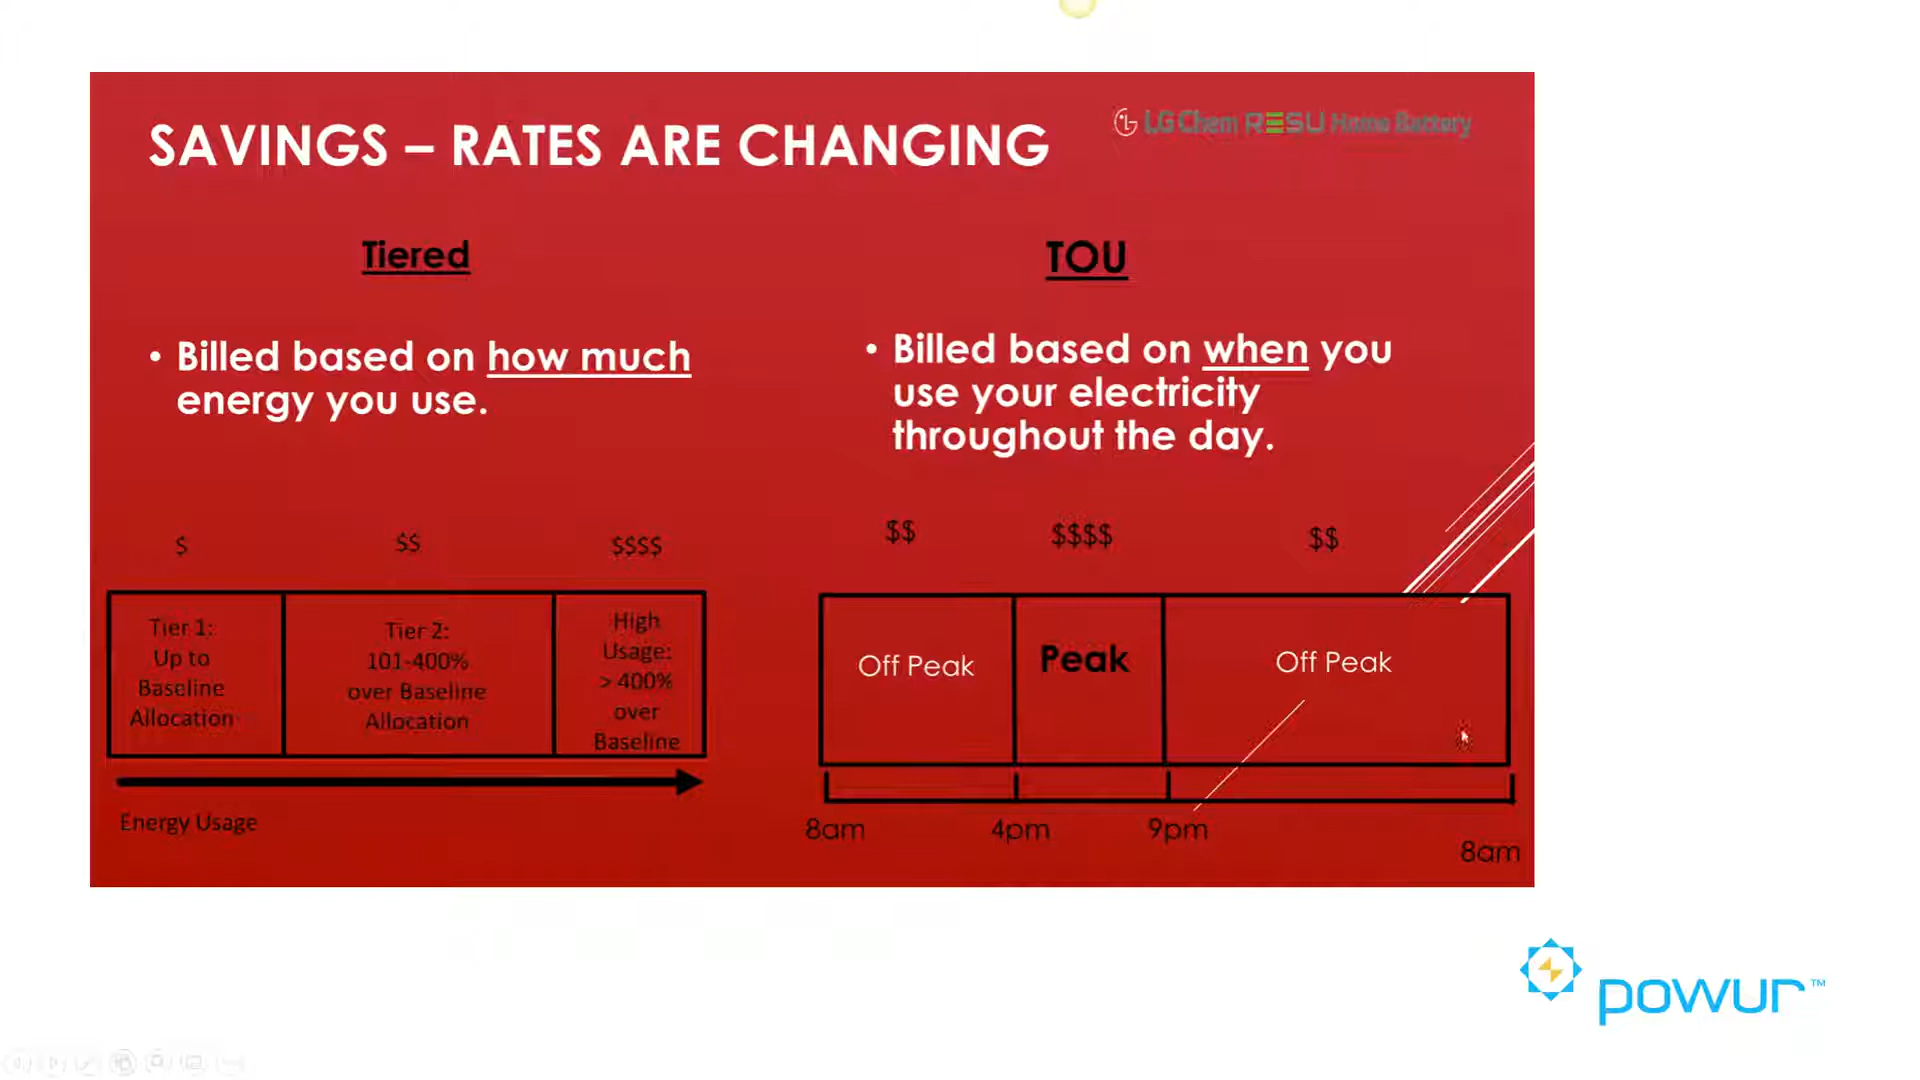 SAVINGS – RATES ARE CHANGING
LG Chem RESU Home Battery
Tiered
• Billed based on how much
energy you use.
$
$$
$$$$
Tier 1:
Up to
Baseline
Allocation
Tier 2:
101-400%
over Baseline
Allocation
High
Usage:
> 400%
over
Baseline
Energy Usage
TOU
• Billed based on when you
use your electricity
throughout the day.
$$
$$$$
$$
Off Peak
Peak
Off Peak
8am
4pm
9pm
8am
powur™